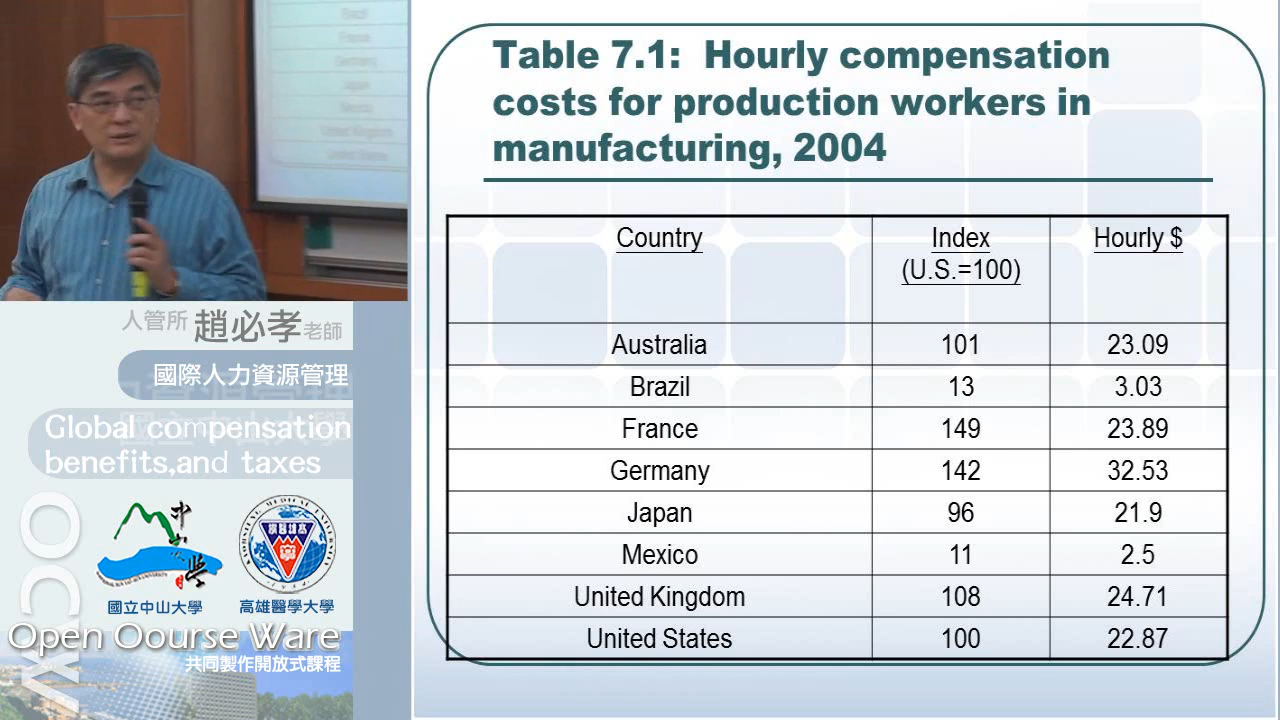 Table 7.1: Hourly compensation
costs for production workers in
manufacturing, 2004
Country Index Hourly $
(U.S.=100)
Australia 101 23.09
Brazil 13 3.03
France 149 23.89
Germany 142 32.53
Japan 96 21.9
Mexico 11 2.5
United Kingdom 108 24.71
United States 100 22.87
人管所 趙必孝老師
國際人力資源管理
Global compensation
benefits,and taxes
OCW
中山大學
國立中山大學
高雄醫學大學
Open Oourse Ware
共同製作開放式課程